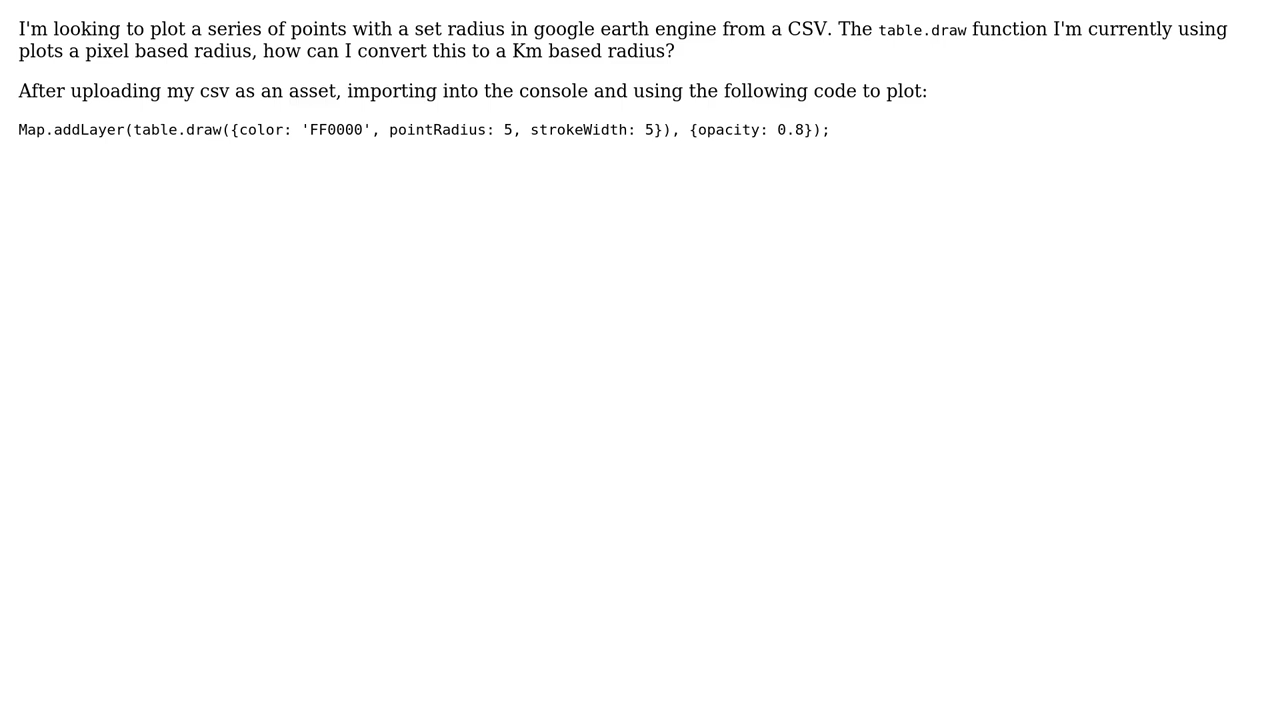 I'm looking to plot a series of points with a set radius in google earth engine from a CSV. The table.draw function I'm currently using
plots a pixel based radius, how can I convert this to a Km based radius?
After uploading my csv as an asset, importing into the console and using the following code to plot:
Map.addLayer(table.draw({color: 'FF0000', pointRadius: 5, strokeWidth: 5}), {opacity: 0.8});